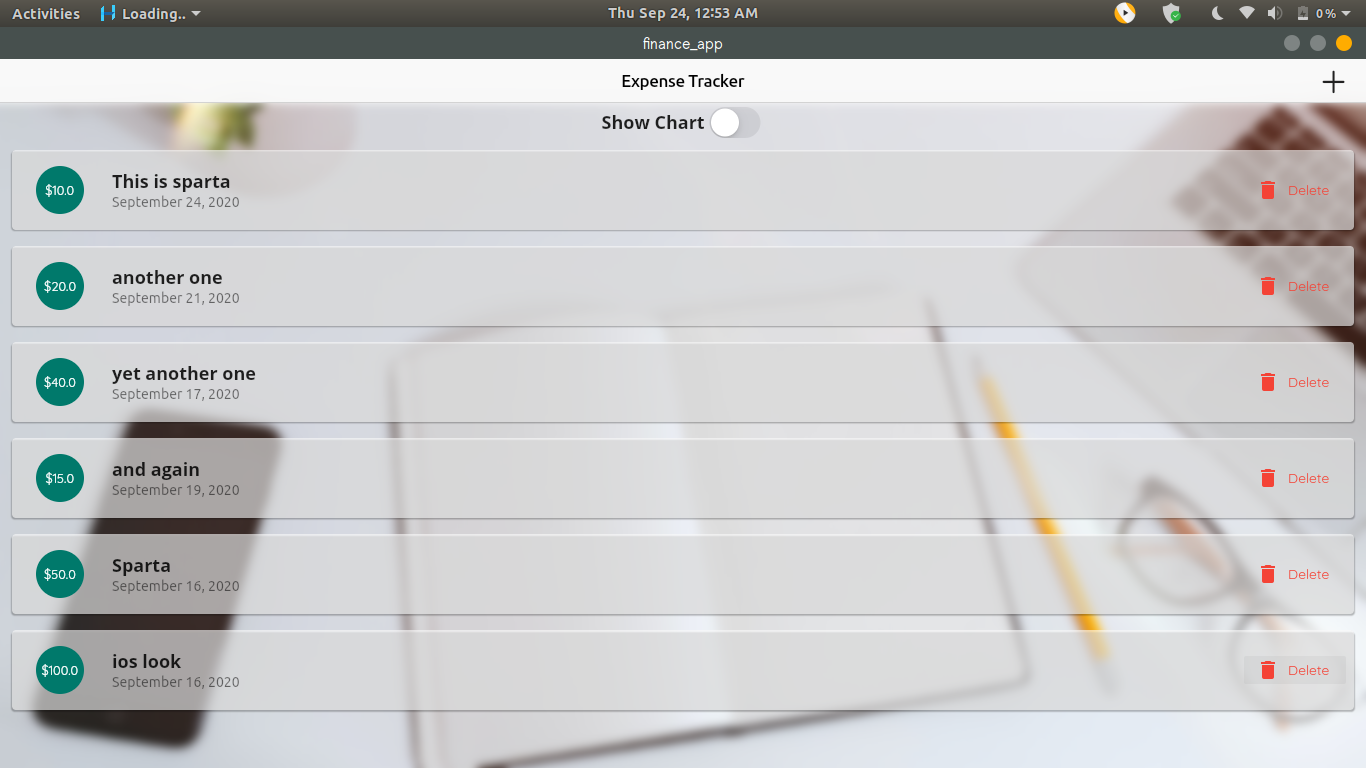 Activities Loading.. Thu Sep 24, 12:53 AM 0 %
finance_app
Expense Tracker
Show Chart
$10.0 This is sparta Delete
September 24, 2020
$20.0 another one Delete
September 21, 2020
$40.0 yet another one Delete
September 17, 2020
$15.0 and again Delete
September 19, 2020
$50.0 Sparta Delete
September 16, 2020
$100.0 ios look Delete
September 16, 2020